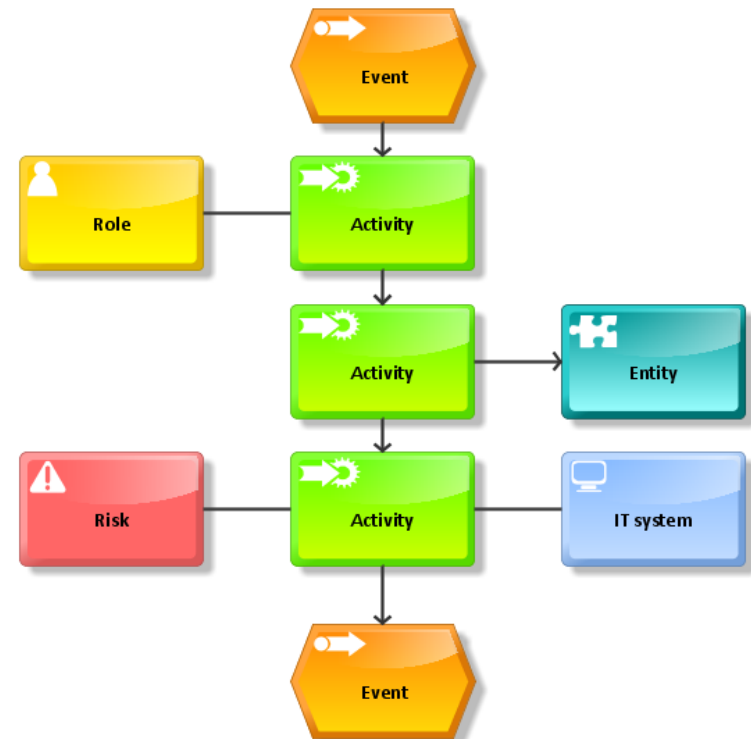 Event
Role
Activity
Activity
Entity
Risk
Activity
IT system
Event